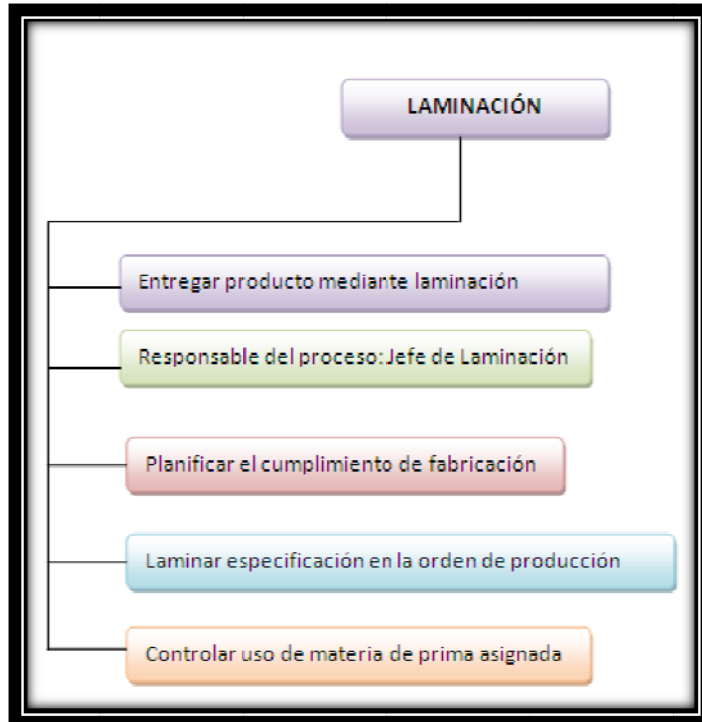 LAMINACIÓN
Entregar producto mediante laminación
Responsable del proceso: Jefe de Laminación
Planificar el cumplimiento de fabricación
Laminar especificación en la orden de producción
Controlar uso de materia de prima asignada